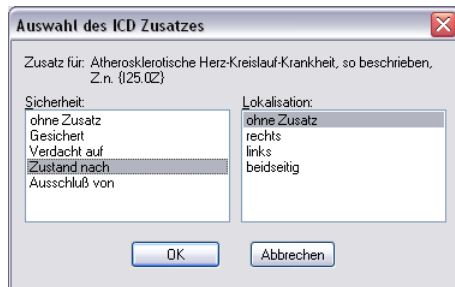 Auswahl des ICD Zusatzes
Zusatz für: Atherosklerotische Herz-Kreislauf-Krankheit, so beschrieben,
Z.n. {I25.0Z}
Sicherheit:
ohne Zusatz
Gesichert
Verdacht auf
Zustand nach
Ausschluß von
Lokalisation:
ohne Zusatz
rechts
links
beidseitig
OK
Abbrechen